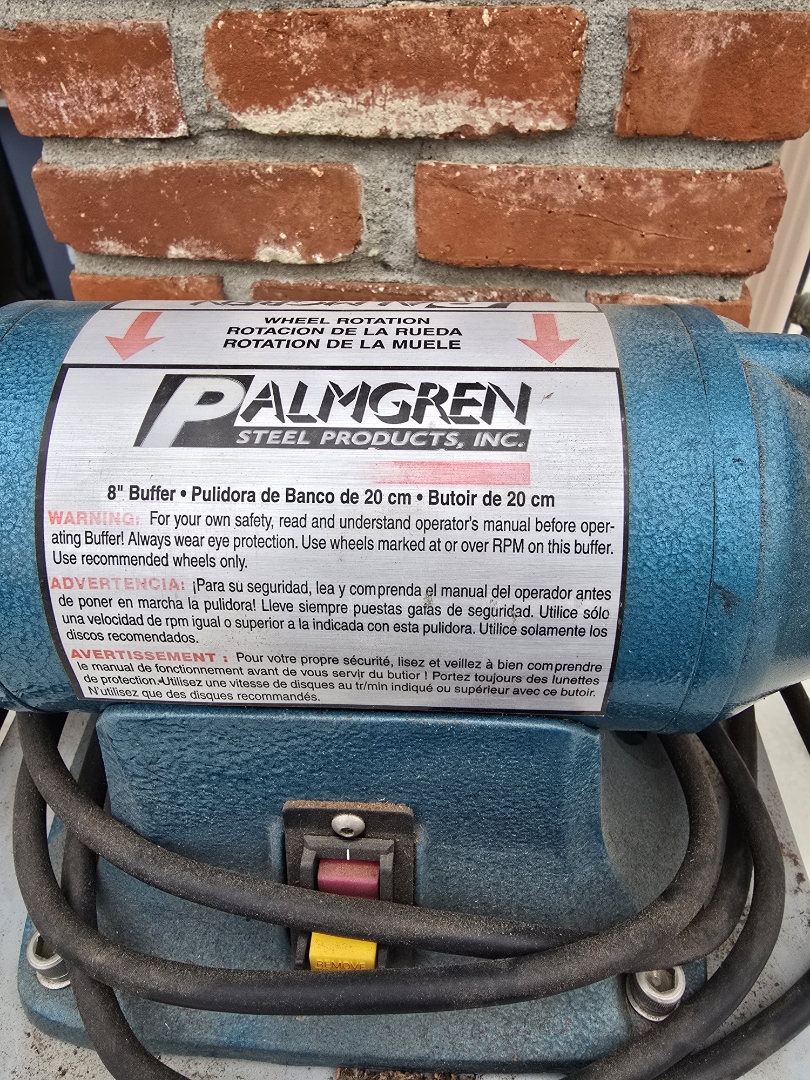 WHEEL ROTATION
ROTACION DE LA RUEDA
ROTATION DE LA MUELE
PALMGREN
STEEL PRODUCTS, INC.
8" Buffer • Pulidora de Banco de 20 cm • Butoir de 20 cm
WARNING: For your own safety, read and understand operator's manual before oper-
ating Buffer! Always wear eye protection. Use wheels marked at or over RPM on this buffer.
Use recommended wheels only.
ADVERTENCIA: ¡Para su seguridad, lea y comprenda el manual del operador antes
de poner en marcha la pulidora! Lleve siempre puestas gafas de seguridad. Utilice sólo
una velocidad de rpm igual o superior a la indicada con esta pulidora. Utilice solamente los
discos recomendados.
AVERTISSEMENT : Pour votre propre sécurité, lisez et veillez à bien comprendre
le manual de fonctionnement avant de vous servir du butior ! Portez toujours des lunettes
de protection. Utilisez une vitesse de disques au tr/min indiqué ou supérieur avec ce butoir.
N'utilisez que des disques recommandés.
REMOVE